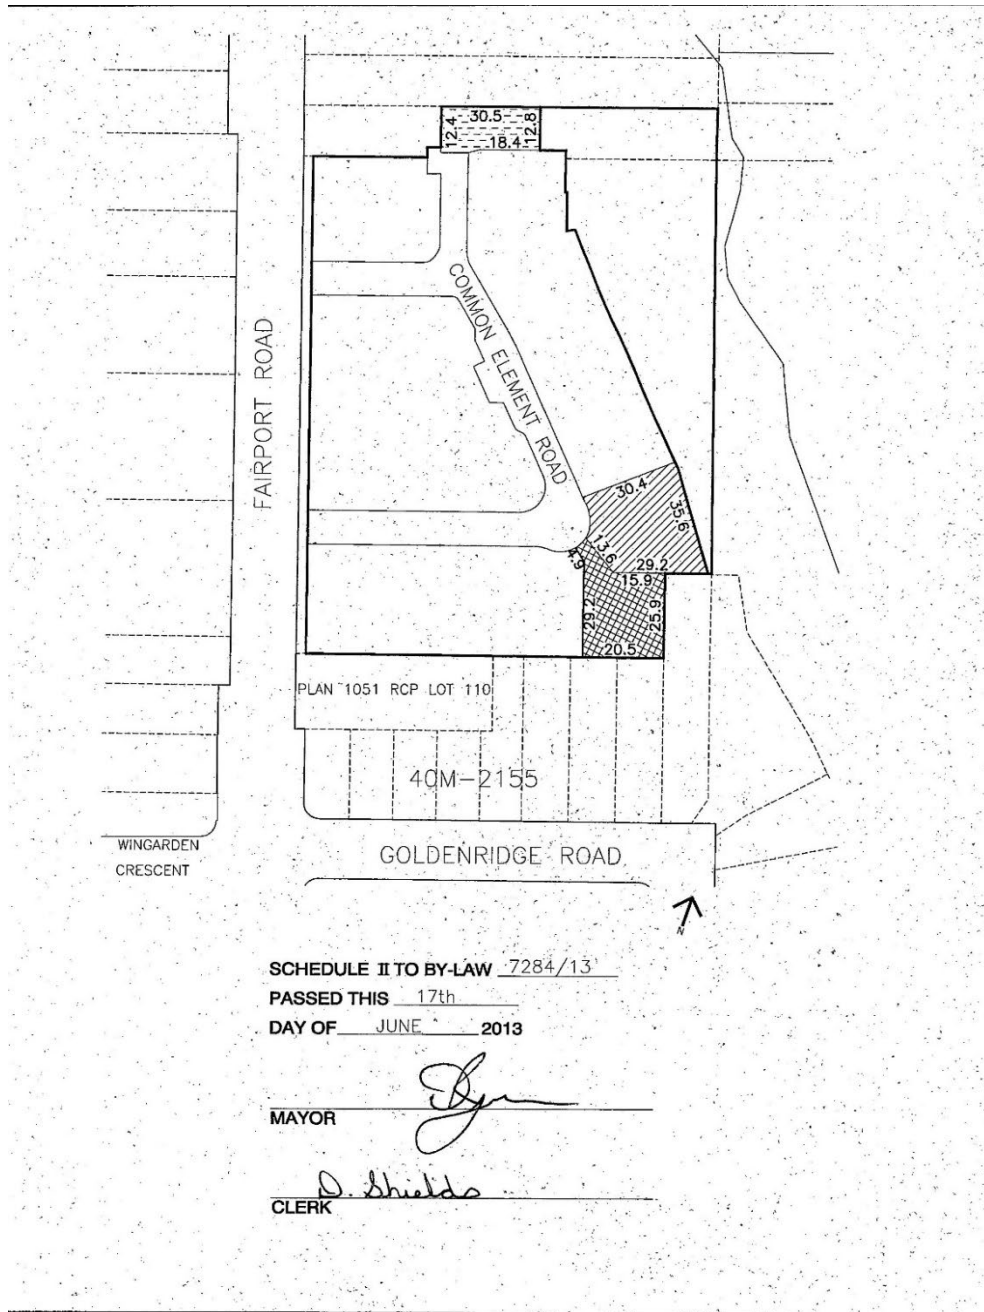 30.5
12.4
12.8
18.4
COMMON ELEMENT ROAD
FAIRPORT ROAD
30.4
35.6
13.6
4.9
29.2
15.9
29.2
25.9
20.5
PLAN 1051 RCP LOT 110
40M-2155
WINGARDEN
CRESCENT
GOLDENRIDGE ROAD
N
SCHEDULE II TO BY-LAW 7284/13
PASSED THIS 17th
DAY OF JUNE 2013
MAYOR
D. Shields
CLERK